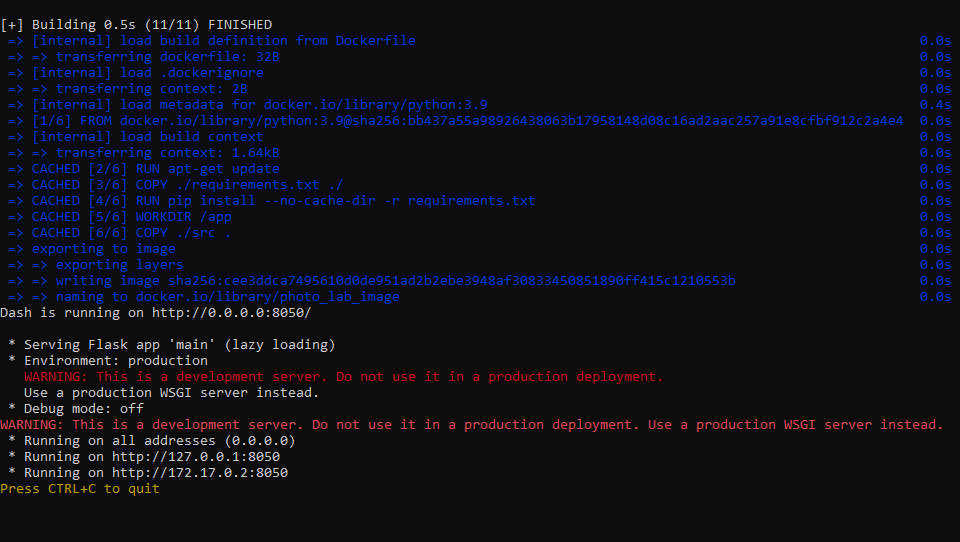 [+] Building 0.5s (11/11) FINISHED
=> [internal] load build definition from Dockerfile 0.0s
=> => transferring dockerfile: 32B 0.0s
=> [internal] load .dockerignore 0.0s
=> => transferring context: 2B 0.0s
=> [internal] load metadata for docker.io/library/python:3.9 0.4s
=> [1/6] FROM docker.io/library/python:3.9@sha256:bb437a55a98926438063b17958148d08c16ad2aac257a91e8cfbf912c2a4e4 0.0s
=> [internal] load build context 0.0s
=> => transferring context: 1.64kB 0.0s
=> CACHED [2/6] RUN apt-get update 0.0s
=> CACHED [3/6] COPY ./requirements.txt ./ 0.0s
=> CACHED [4/6] RUN pip install --no-cache-dir -r requirements.txt 0.0s
=> CACHED [5/6] WORKDIR /app 0.0s
=> CACHED [6/6] COPY ./src . 0.0s
=> exporting to image 0.0s
=> => exporting layers 0.0s
=> => writing image sha256:cee3ddca7495610d0de951ad2b2ebe3948af30833450851890ff415c1210553b 0.0s
=> => naming to docker.io/library/photo_lab_image 0.0s
Dash is running on http://0.0.0.0:8050/
* Serving Flask app 'main' (lazy loading)
* Environment: production
WARNING: This is a development server. Do not use it in a production deployment.
Use a production WSGI server instead.
* Debug mode: off
WARNING: This is a development server. Do not use it in a production deployment. Use a production WSGI server instead.
* Running on all addresses (0.0.0.0)
* Running on http://127.0.0.1:8050
* Running on http://172.17.0.2:8050
Press CTRL+C to quit